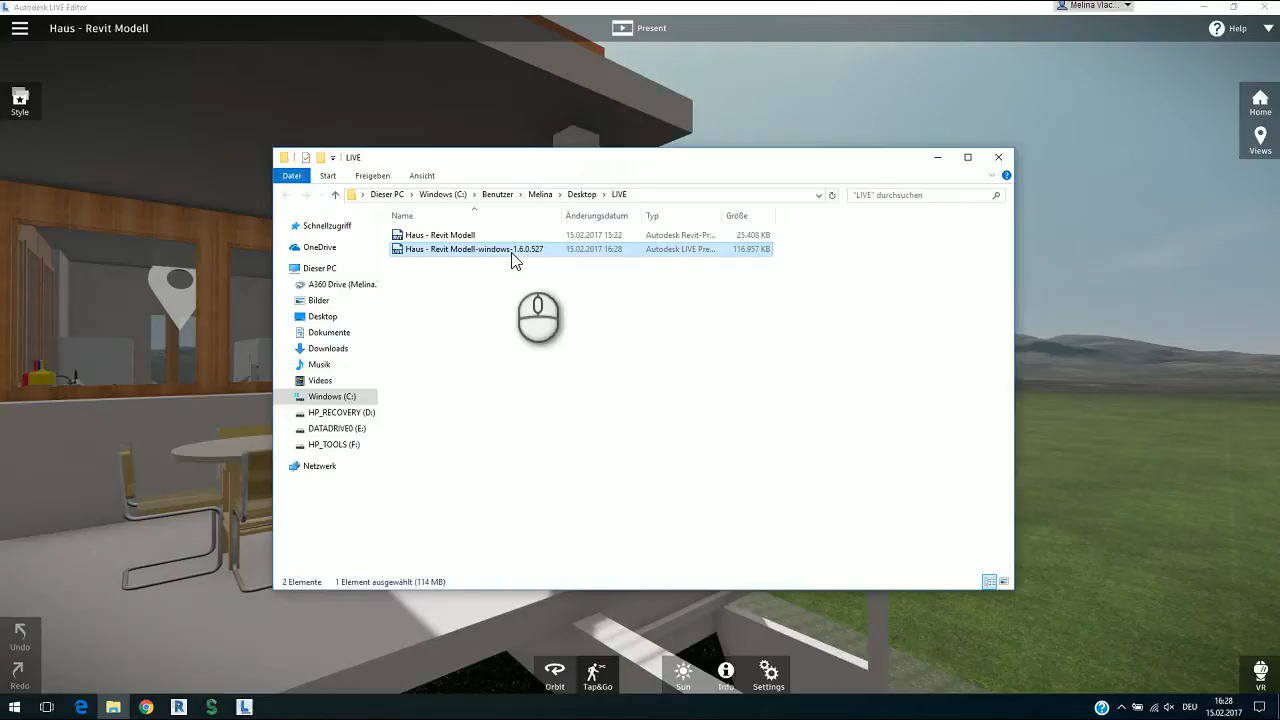 Autodesk LIVE Editor
Melina Vlac...
Haus - Revit Modell
Present
Help
Style
Home
Views
LIVE
Datei Start Freigeben Ansicht
Dieser PC Windows (C:) Benutzer Melina Desktop LIVE
"LIVE" durchsuchen
Name Änderungsdatum Typ Größe
Haus - Revit Modell 15.02.2017 15:22 Autodesk Revit-Pr... 25.408 KB
Haus - Revit Modell-windows-1.6.0.527 15.02.2017 16:28 Autodesk LIVE Pre... 116.957 KB
Schnellzugriff
OneDrive
Dieser PC
A360 Drive (Melina.
Bilder
Desktop
Dokumente
Downloads
Musik
Videos
Windows (C:)
HP_RECOVERY (D:)
DATADRIVE0 (E:)
HP_TOOLS (F:)
Netzwerk
2 Elemente 1 Element ausgewählt (114 MB)
Undo
Redo
Orbit
Tap&Go
Sun
Info
Settings
VR
DEU
16:28
15.02.2017